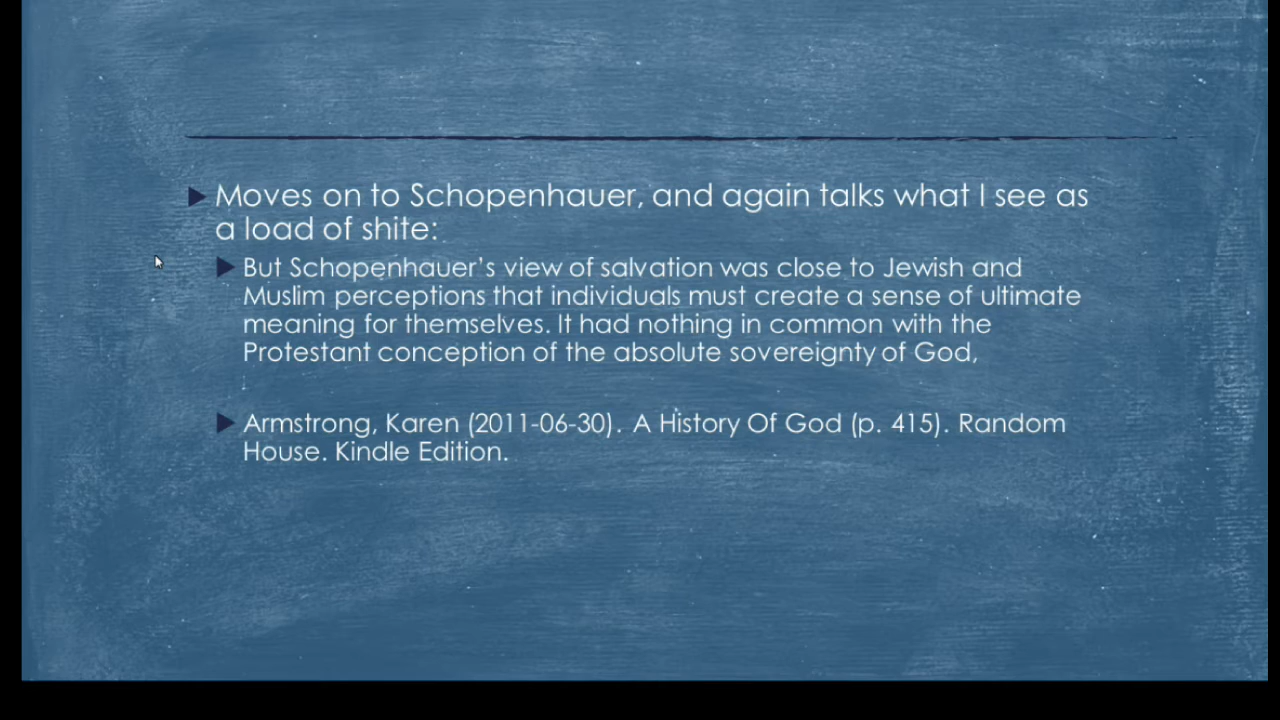 Moves on to Schopenhauer, and again talks what I see as
a load of shite:
But Schopenhauer's view of salvation was close to Jewish and
Muslim perceptions that individuals must create a sense of ultimate
meaning for themselves. It had nothing in common with the
Protestant conception of the absolute sovereignty of God,
Armstrong, Karen (2011-06-30). A History Of God (p. 415). Random
House. Kindle Edition.